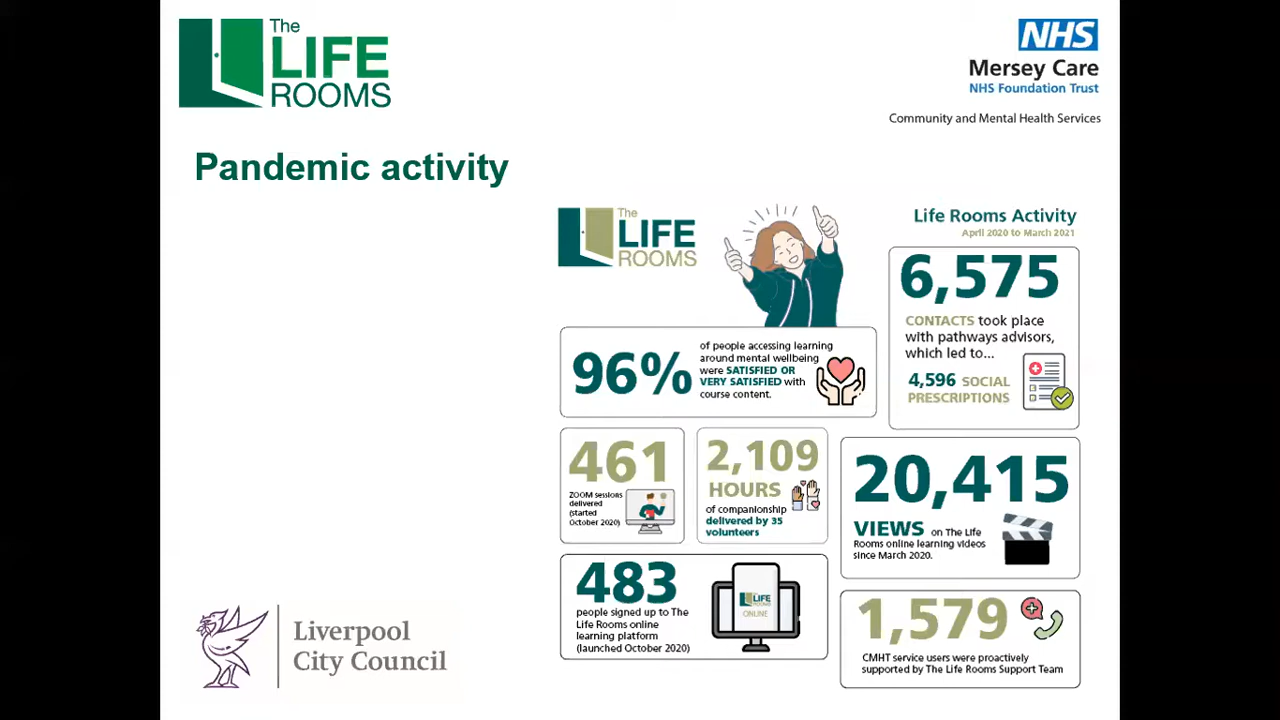 The
LIFE
ROOMS
NHS
Mersey Care
NHS Foundation Trust
Community and Mental Health Services
Pandemic activity
The
LIFE
ROOMS
Life Rooms Activity
April 2020 to March 2021
6,575
CONTACTS took place
with pathways advisors,
which led to...
4,596 SOCIAL
PRESCRIPTIONS
96%
of people accessing learning
around mental wellbeing
were SATISFIED OR
VERY SATISFIED with
course content.
461
ZOOM sessions
delivered
(started
October 2020)
2,109
HOURS
of companionship
delivered by 35
volunteers
20,415
VIEWS on The Life
Rooms online learning videos
since March 2020.
483
people signed up to The
Life Rooms online
learning platform
(launched October 2020)
The
LIFE
ROOMS
ONLINE
1,579
CMHT service users were proactively
supported by The Life Rooms Support Team
Liverpool
City Council